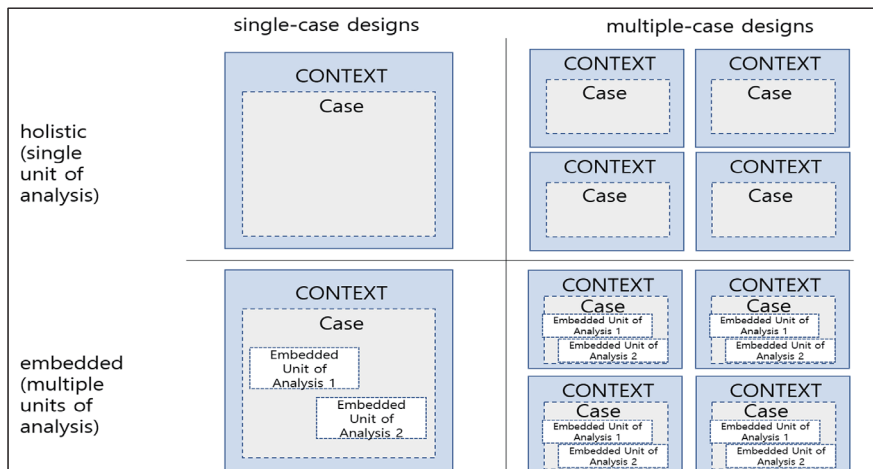 single-case designs
multiple-case designs
holistic
(single
unit of
analysis)
CONTEXT
Case
CONTEXT
Case
CONTEXT
Case
CONTEXT
Case
CONTEXT
Case
embedded
(multiple
units of
analysis)
CONTEXT
Case
Embedded
Unit of
Analysis 1
Embedded
Unit of
Analysis 2
CONTEXT
Case
Embedded Unit of
Analysis 1
Embedded Unit of
Analysis 2
CONTEXT
Case
Embedded Unit of
Analysis 1
Embedded Unit of
Analysis 2
CONTEXT
Case
Embedded Unit of
Analysis 1
Embedded Unit of
Analysis 2
CONTEXT
Case
Embedded Unit of
Analysis 1
Embedded Unit of
Analysis 2